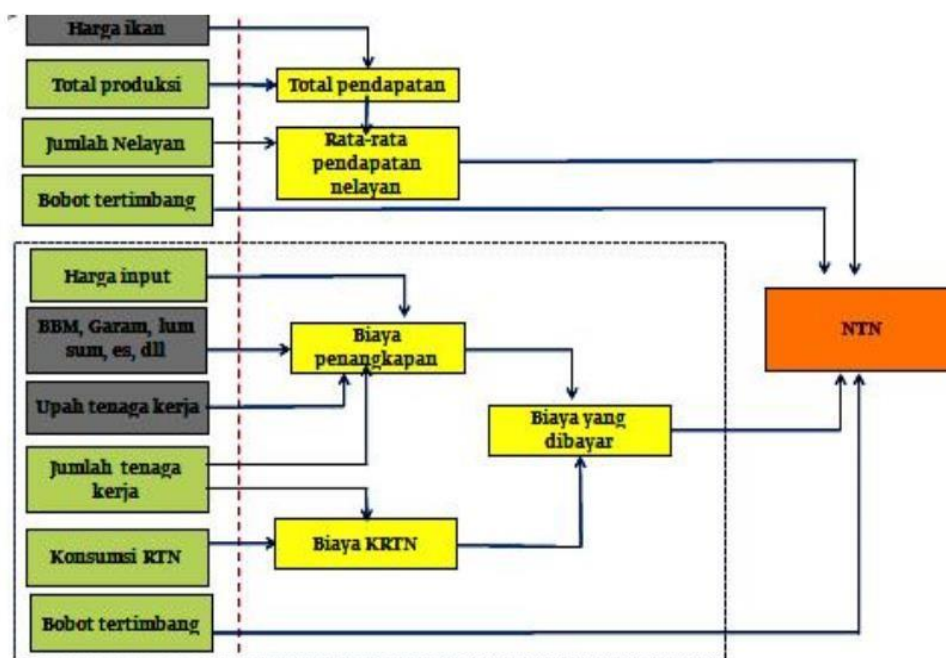 Harga ikan
Total produksi
Total pendapatan
Jumlah Nelayan
Rata-rata
pendapatan
nelayan
Bobot tertimbang
Harga input
BBM, Garam, lum
sum, es, dll
Biaya
penangkapan
NTN
Upah tenaga kerja
Biaya yang
dibayar
Jumlah tenaga
kerja
Konsumsi RTN
Biaya KRTN
Bobot tertimbang